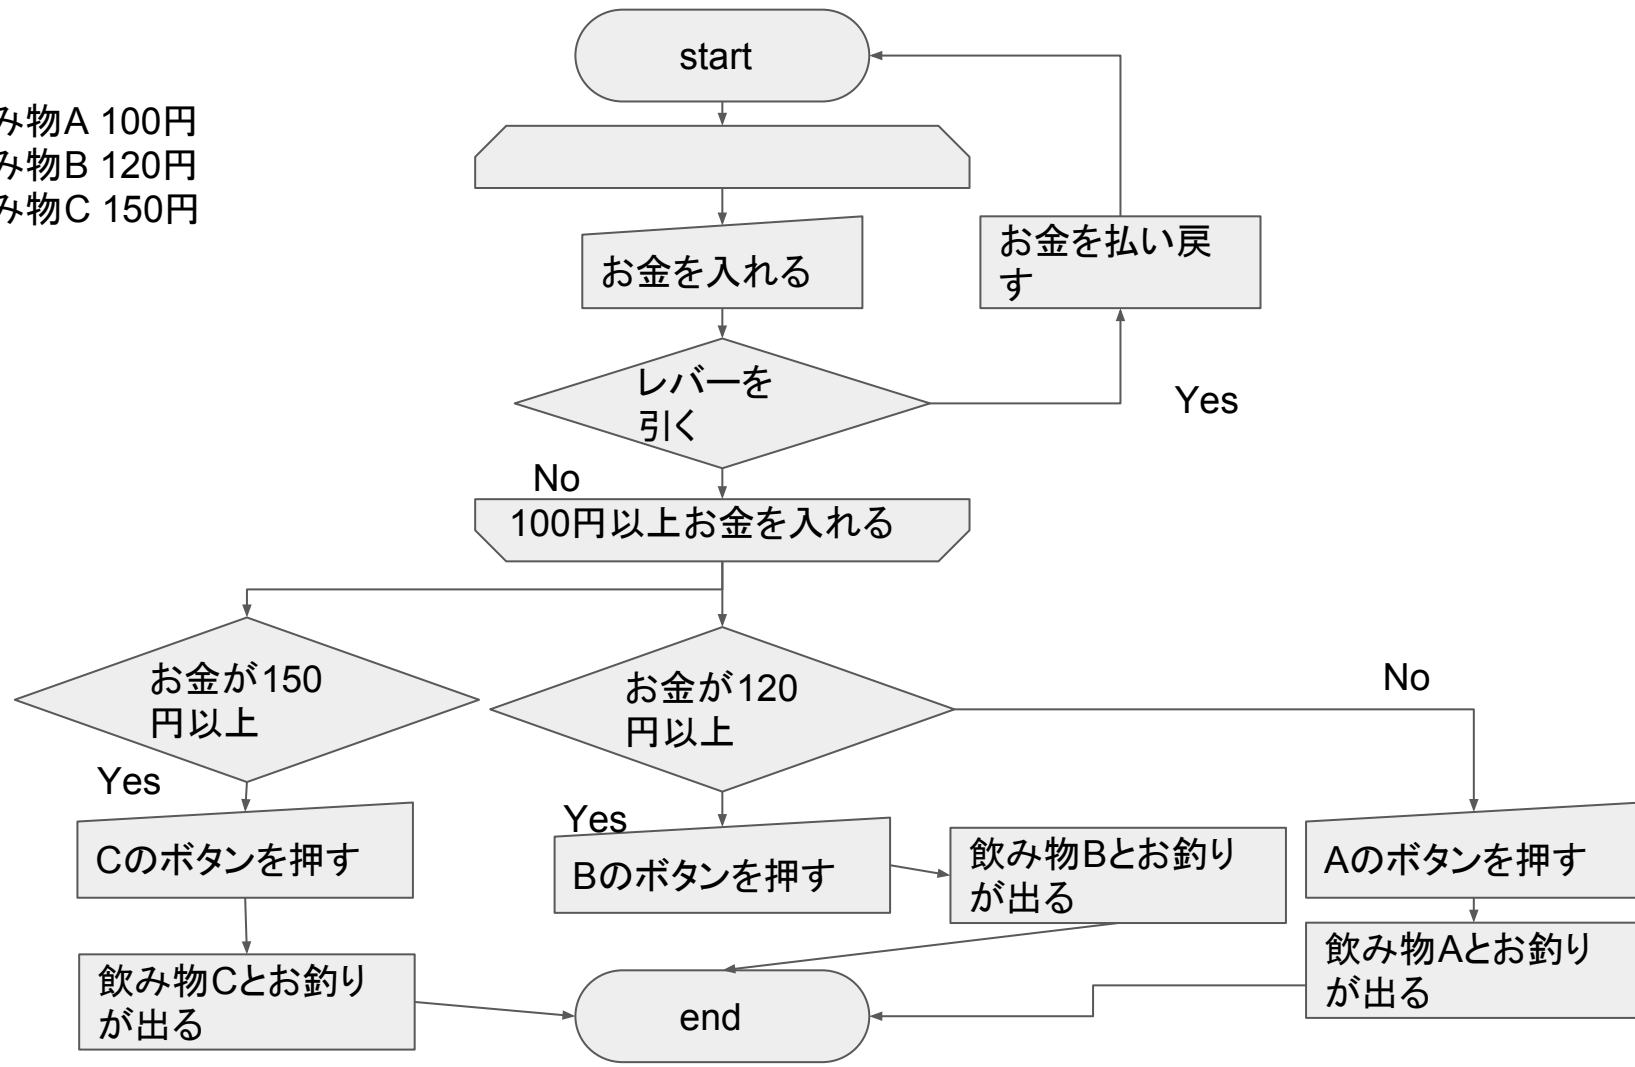 start
み物A 100円
み物B 120円
み物C 150円
お金を入れる
お金を払い戻
す
レバーを
引く
Yes
No
100円以上お金を入れる
お金が150
円以上
お金が120
円以上
No
Yes
Yes
Cのボタンを押す
Bのボタンを押す
飲み物Bとお釣り
が出る
Aのボタンを押す
飲み物Cとお釣り
が出る
end
飲み物Aとお釣り
が出る